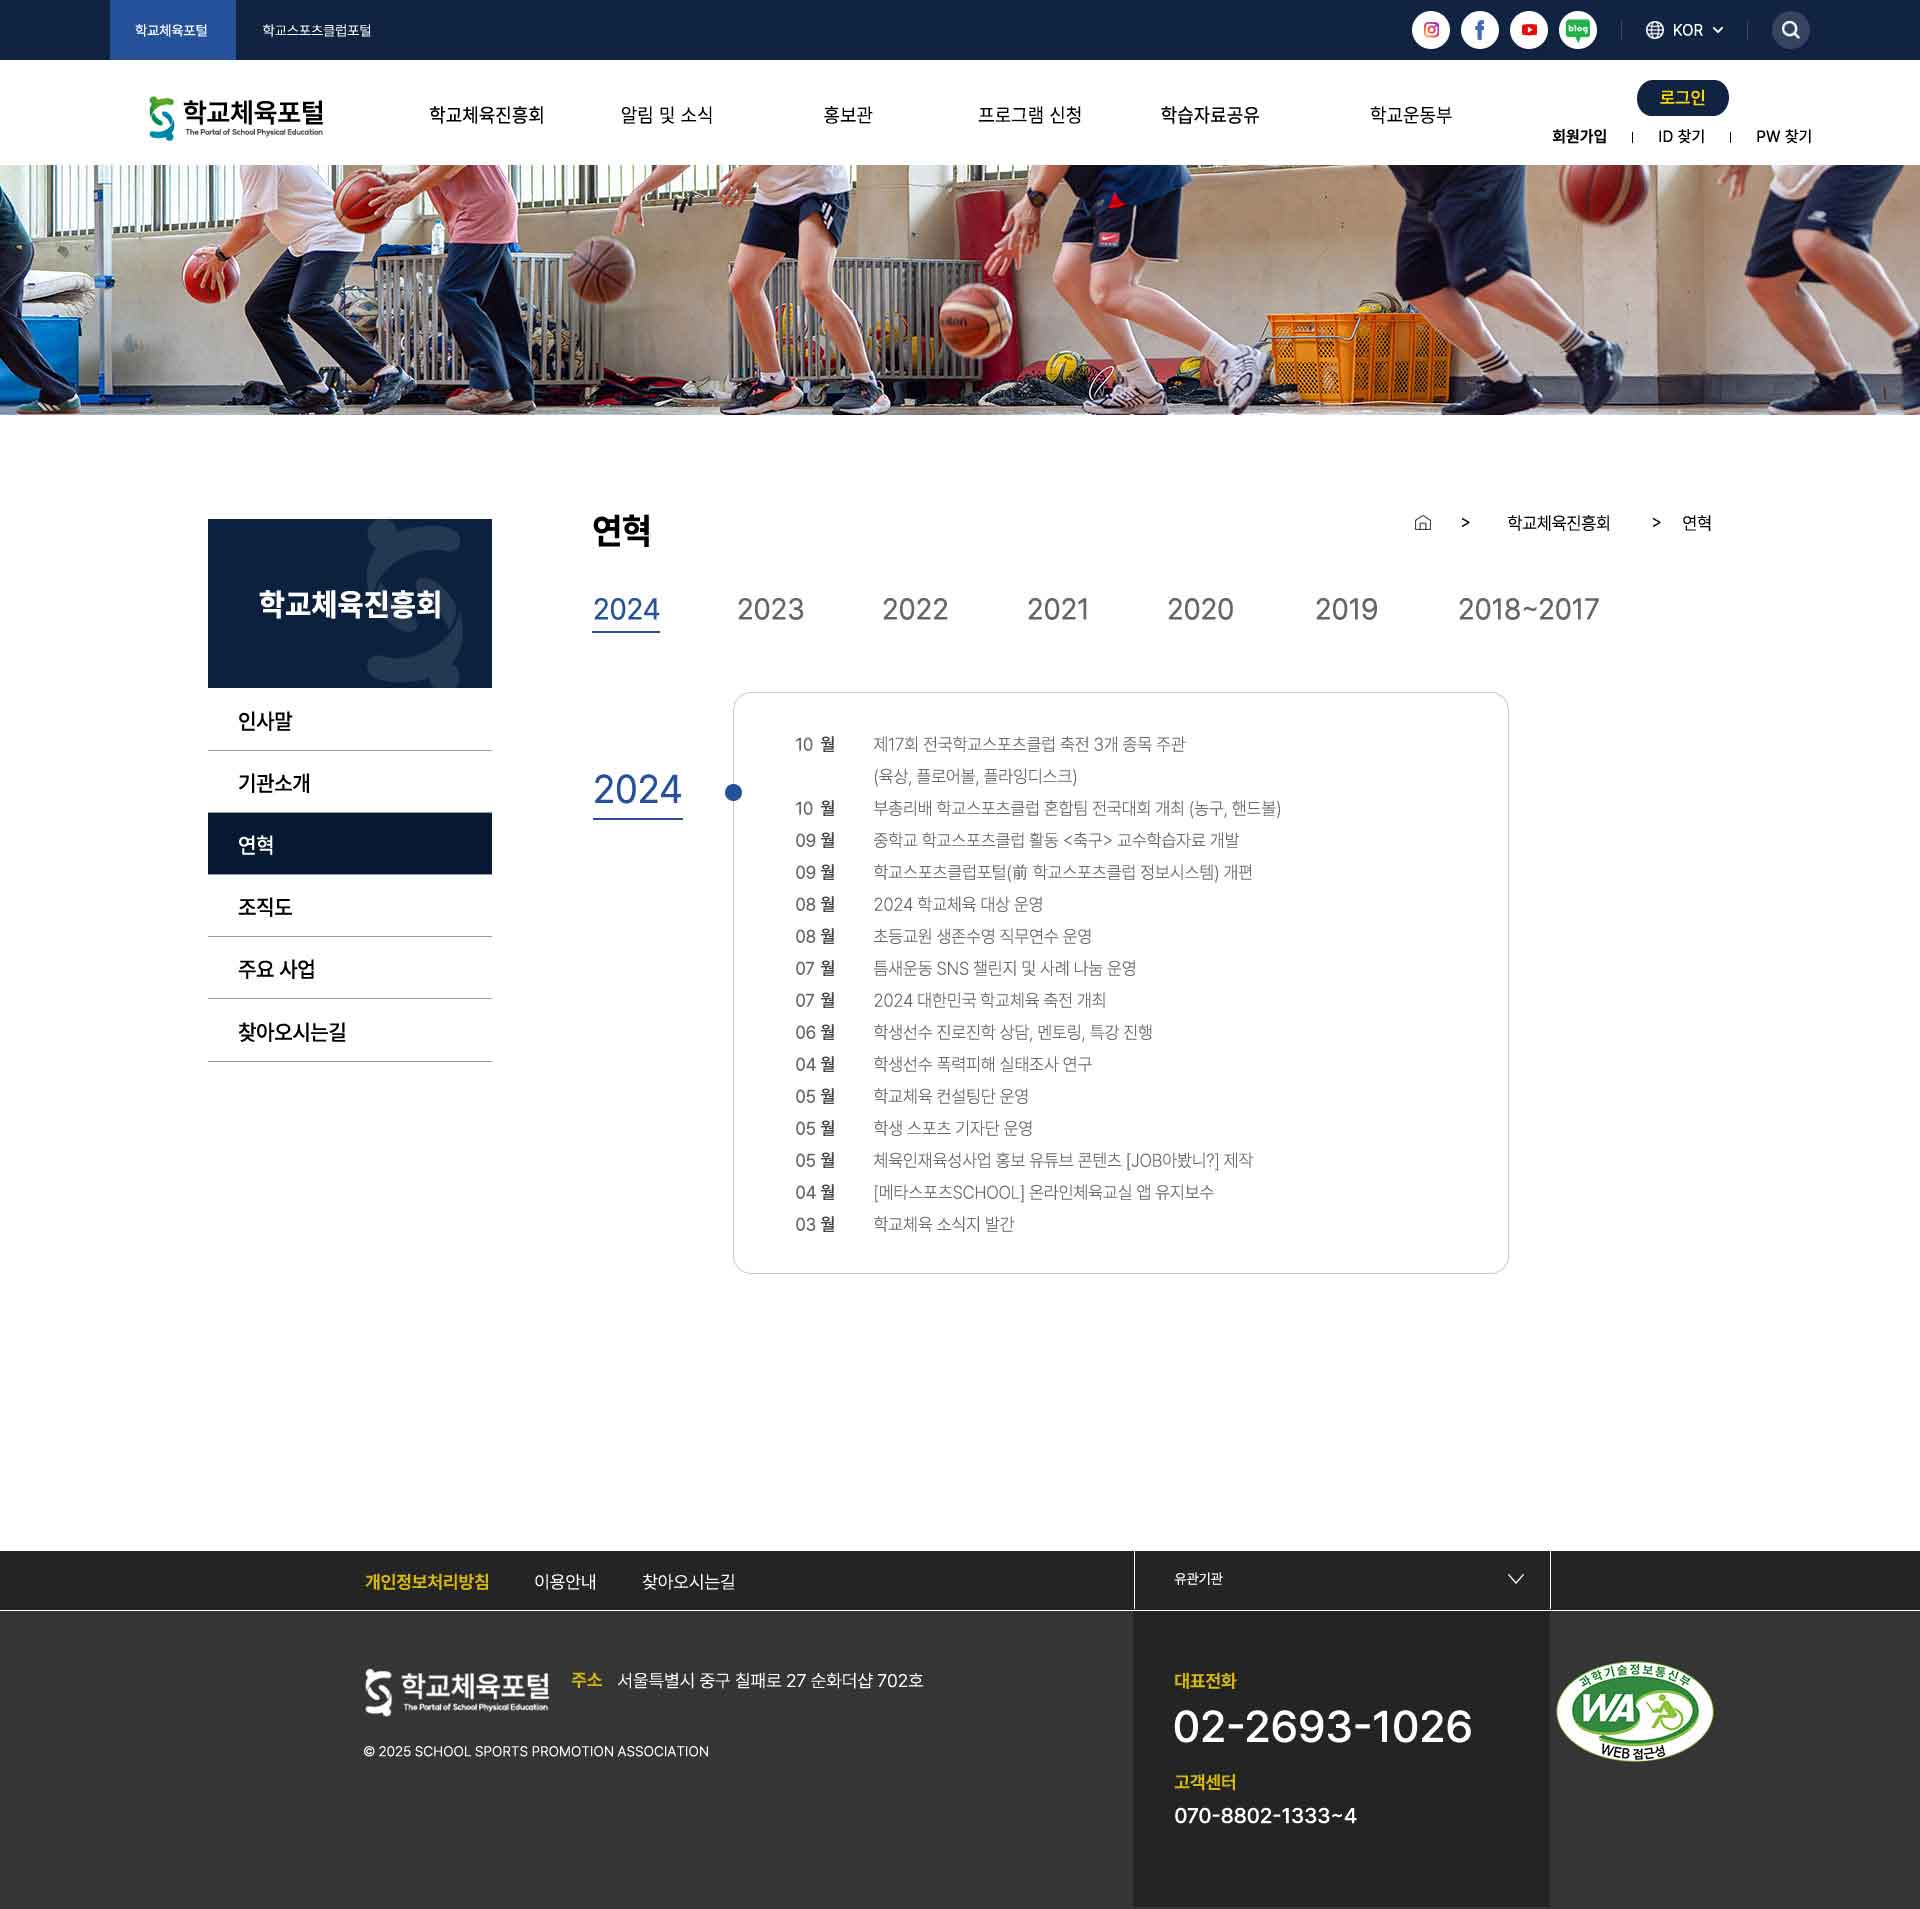 학교체육포털 학교스포츠클럽포털 blog KOR
학교체육포털
The Portal of School Physical Education
학교체육진흥회 알림 및 소식 홍보관 프로그램 신청 학습자료공유 학교운동부
로그인
회원가입 ID 찾기 PW 찾기
연혁
> 학교체육진흥회 > 연혁
학교체육진흥회
인사말
기관소개
연혁
조직도
주요 사업
찾아오시는길
2024 2023 2022 2021 2020 2019 2018~2017
2024
10 월 제17회 전국학교스포츠클럽 축전 3개 종목 주관
(육상, 플로어볼, 플라잉디스크)
10 월 부총리배 학교스포츠클럽 혼합팀 전국대회 개최 (농구, 핸드볼)
09 월 중학교 학교스포츠클럽 활동 <축구> 교수학습자료 개발
09 월 학교스포츠클럽포털(前 학교스포츠클럽 정보시스템) 개편
08 월 2024 학교체육 대상 운영
08 월 초등교원 생존수영 직무연수 운영
07 월 틈새운동 SNS 챌린지 및 사례 나눔 운영
07 월 2024 대한민국 학교체육 축전 개최
06 월 학생선수 진로진학 상담, 멘토링, 특강 진행
04 월 학생선수 폭력피해 실태조사 연구
05 월 학교체육 컨설팅단 운영
05 월 학생 스포츠 기자단 운영
05 월 체육인재육성사업 홍보 유튜브 콘텐츠 [JOB아봤니?] 제작
04 월 [메타스포츠SCHOOL] 온라인체육교실 앱 유지보수
03 월 학교체육 소식지 발간
개인정보처리방침 이용안내 찾아오시는길 유관기관
학교체육포털
The Portal of School Physical Education
주소 서울특별시 중구 칠패로 27 순화더샵 702호
© 2025 SCHOOL SPORTS PROMOTION ASSOCIATION
대표전화
02-2693-1026
고객센터
070-8802-1333~4
과학기술정보통신부
WA
WEB 접근성